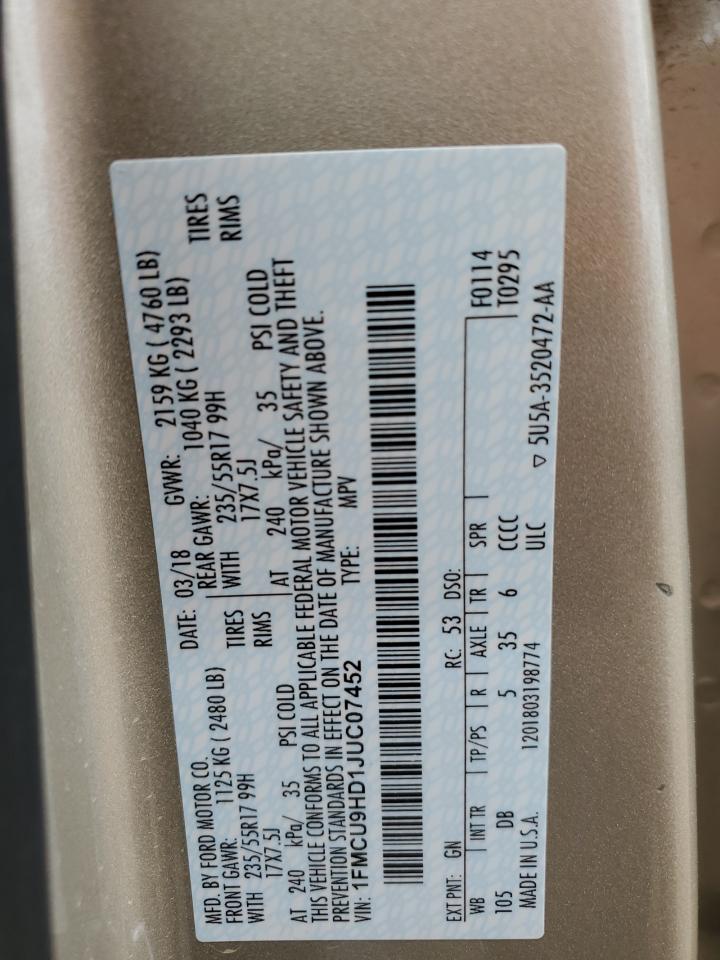 MFD. BY FORD MOTOR CO. DATE: 03/18 GVWR: 2159 KG ( 4760 LB)
FRONT GAWR: 1125 KG ( 2480 LB) REAR GAWR: 1040 KG ( 2293 LB)
WITH 235/55R17 99H TIRES WITH 235/55R17 99H TIRES
17X7.5J RIMS 17X7.5J RIMS
AT 240 kPa/ 35 PSI COLD AT 240 kPa/ 35 PSI COLD
THIS VEHICLE CONFORMS TO ALL APPLICABLE FEDERAL MOTOR VEHICLE SAFETY AND THEFT
PREVENTION STANDARDS IN EFFECT ON THE DATE OF MANUFACTURE SHOWN ABOVE.
VIN: 1FMCU9HD1JUC07452 TYPE: MPV
EXT PNT: GN RC: 53 DSO:
WB INT TR TP/PS R AXLE TR SPR F0114
105 DB 5 35 6 CCCC T0295
MADE IN U.S.A. 1201803198774 ULC ▽ 5U5A-3520472-AA